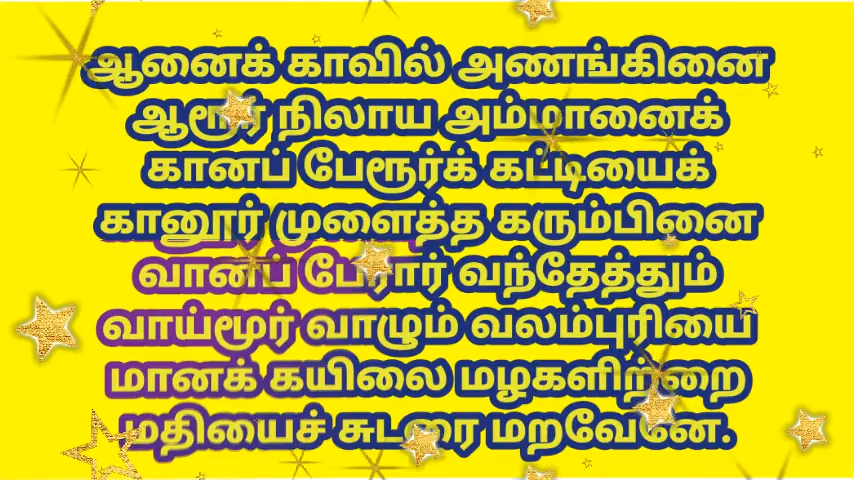 ஆனைக் காவில் அணங்கினை
ஆரூர் நிலாய அம்மானைக்
கானப் பேரூர்க் கட்டியைக்
கானூர் முளைத்த கரும்பினை
வானப் பேரார் வந்தேத்தும்
வாய்மூர் வாழும் வலம்புரியை
மானக் கயிலை மழகளிற்றை
மதியைச் சுடரை மறவேனே.